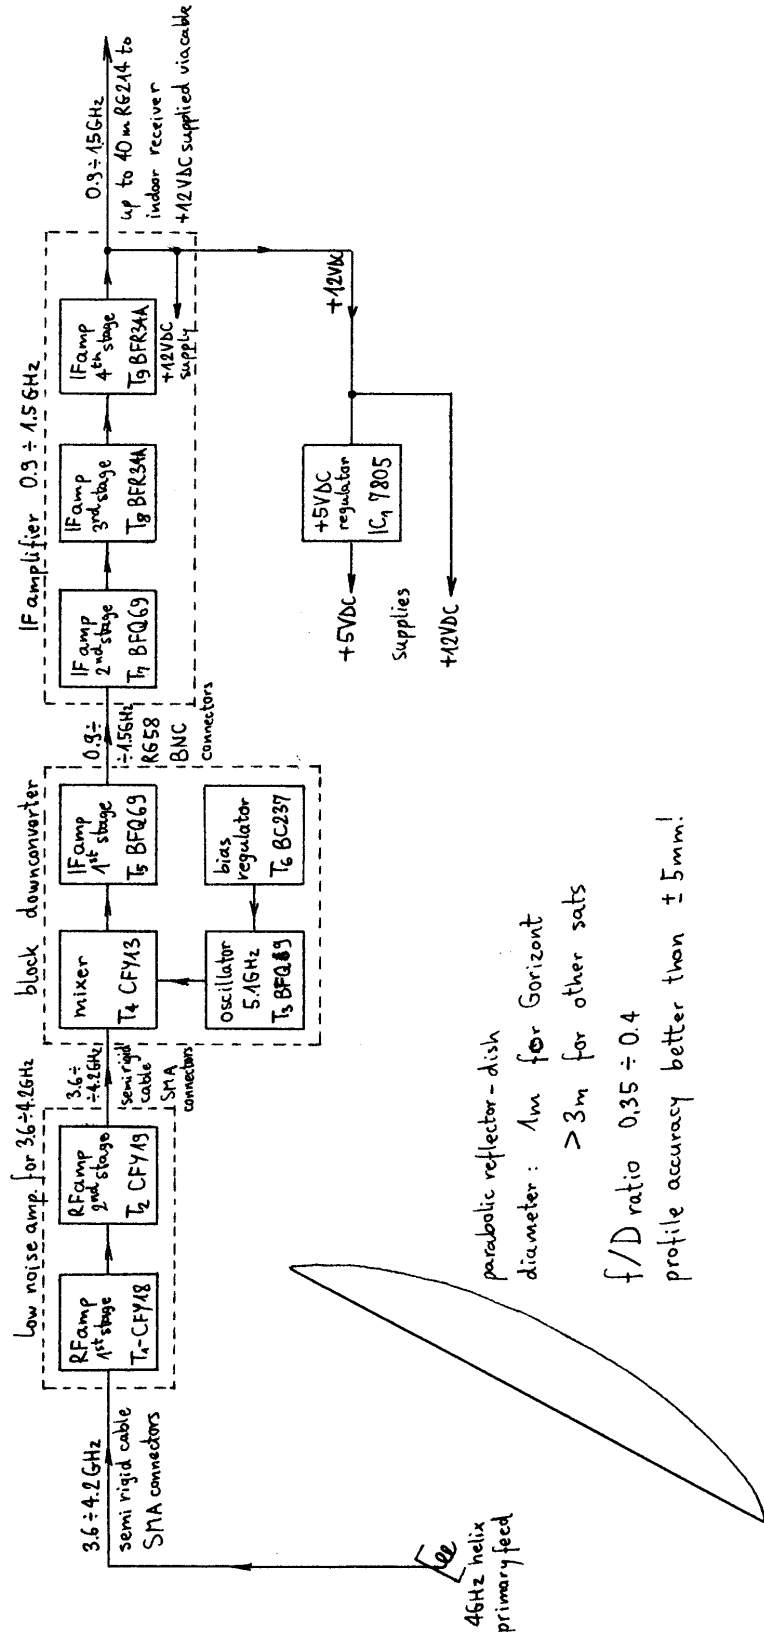 Low noise amp. for 3.6÷4.2GHz
RFamp
1st stage
T1-CFY18
RFamp
2nd stage
T2 CFY19
3.6÷4.2GHz
semi rigid cable
SMA connectors
4GHz helix
primary feed
3.6÷
÷4.2GHz
semi rigid
cable
SMA
connectors
block downconverter
mixer
T4 CFY13
IFamp
1st stage
T5 BFQ69
oscillator
5.1GHz
T3 BFQ69
bias
regulator
T6 BC237
0.9÷
÷1.5GHz
RG58
BNC
connectors
IFamplifier 0.9÷1.5GHz
IFamp
2nd stage
T7 BFQ69
IFamp
3rd stage
T8 BFR34A
IFamp
4th stage
T9 BFR34A
+12VDC
supply
0.9÷1.5GHz
up to 40m RG214 to
indoor receiver
+12VDC supplied via cable
+12VDC
+5VDC
regulator
IC1 7805
+5VDC
supplies
+12VDC
parabolic reflector-dish
diameter: 1m for Gorizont
>3m for other sats
f/D ratio 0,35÷0.4
profile accuracy better than ±5mm!